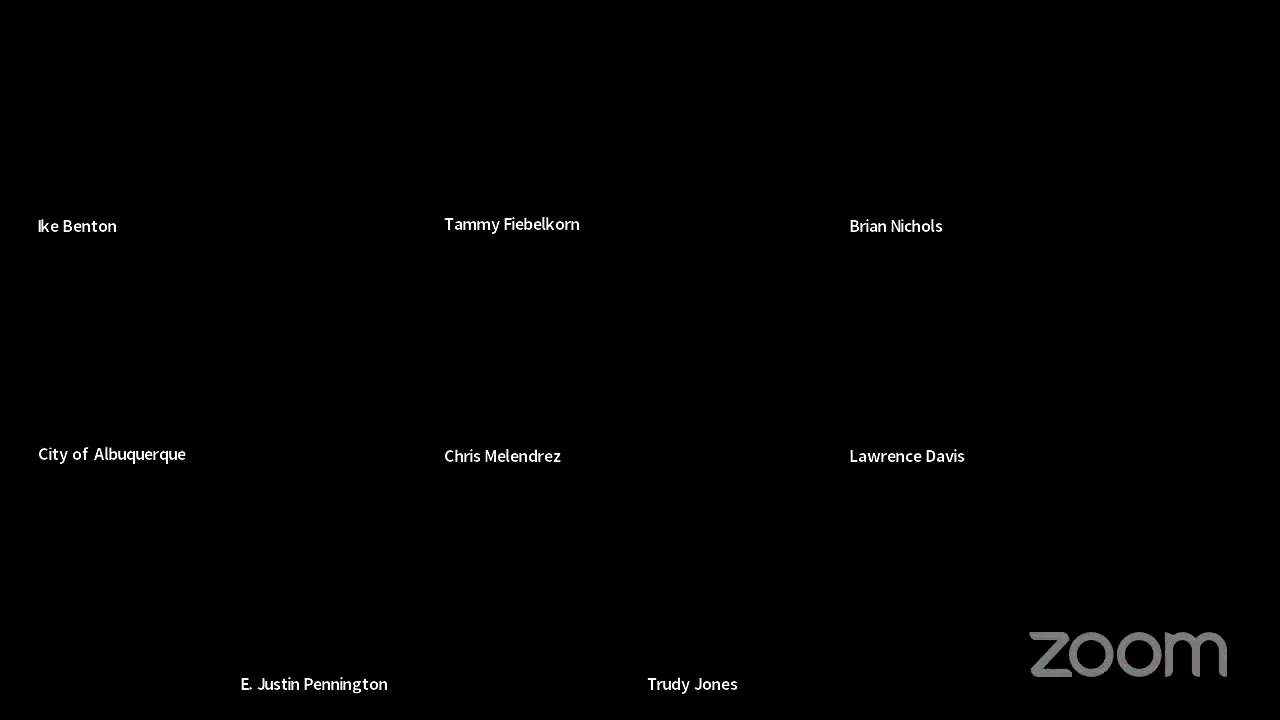 Ike Benton
Tammy Fiebelkorn
Brian Nichols
City of Albuquerque
Chris Melendrez
Lawrence Davis
E. Justin Pennington
Trudy Jones
zoom